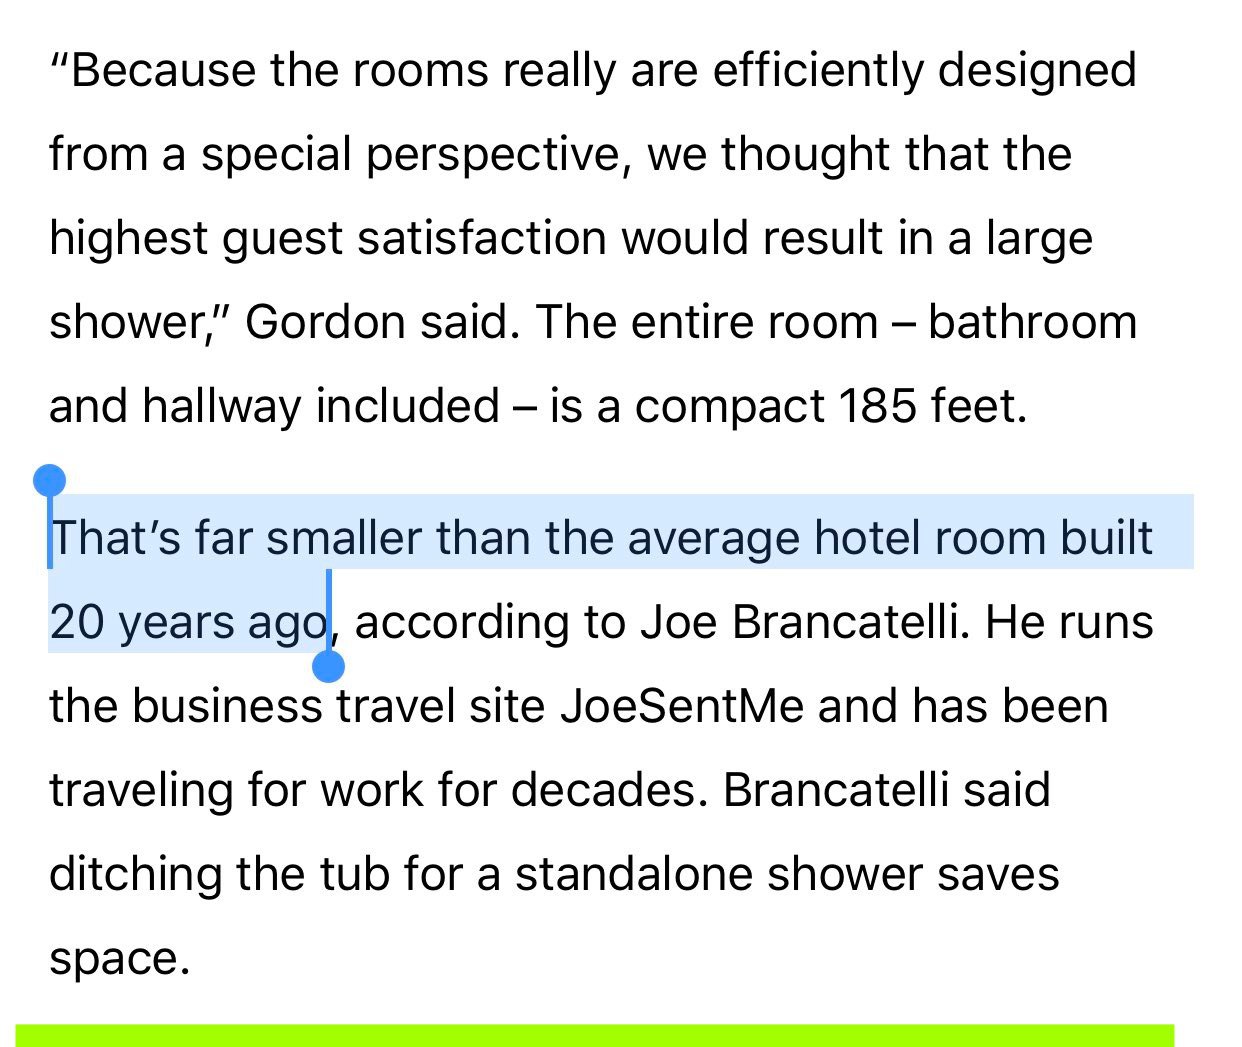 “Because the rooms really are efficiently designed
from a special perspective, we thought that the
highest guest satisfaction would result in a large
shower,” Gordon said. The entire room – bathroom
and hallway included – is a compact 185 feet.
That’s far smaller than the average hotel room built
20 years ago, according to Joe Brancatelli. He runs
the business travel site JoeSentMe and has been
traveling for work for decades. Brancatelli said
ditching the tub for a standalone shower saves
space.